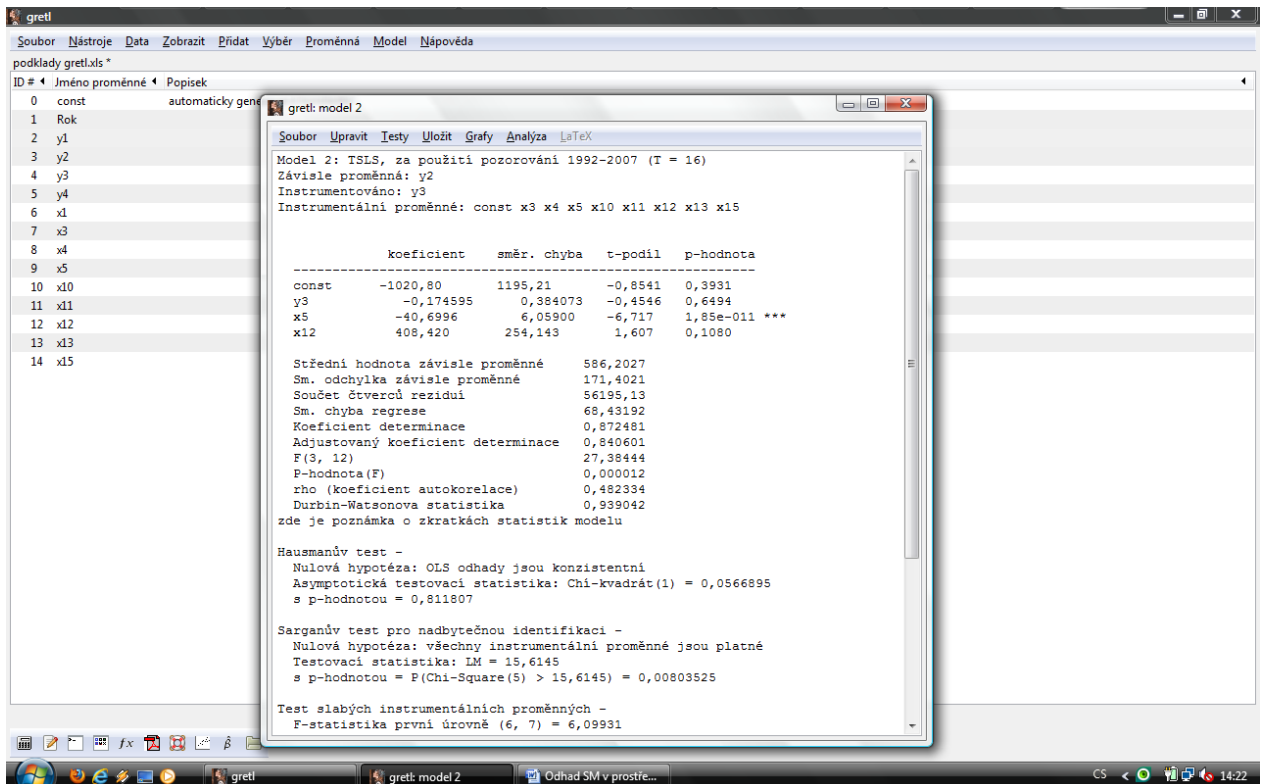 gretl
Soubor Nástroje Data Zobrazit Přidat Výběr Proměnná Model Nápověda
podklady gretl.xls *
ID # Jméno proměnné Popisek
0 const automaticky gene
1 Rok
2 y1
3 y2
4 y3
5 y4
6 x1
7 x3
8 x4
9 x5
10 x10
11 x11
12 x12
13 x13
14 x15
gretl: model 2
Soubor Upravit Testy Uložit Grafy Analýza LaTeX
Model 2: TSLS, za použití pozorování 1992-2007 (T = 16)
Závisle proměnná: y2
Instrumentováno: y3
Instrumentální proměnné: const x3 x4 x5 x10 x11 x12 x13 x15
koeficient směr. chyba t-podíl p-hodnota
---------------------------------------------------------------
const -1020,80 1195,21 -0,8541 0,3931
y3 -0,174595 0,384073 -0,4546 0,6494
x5 -40,6996 6,05900 -6,717 1,85e-011 ***
x12 408,420 254,143 1,607 0,1080
Střední hodnota závisle proměnné 586,2027
Sm. odchylka závisle proměnné 171,4021
Součet čtverců reziduí 56195,13
Sm. chyba regrese 68,43192
Koeficient determinace 0,872481
Adjustovaný koeficient determinace 0,840601
F(3, 12) 27,38444
P-hodnota(F) 0,000012
rho (koeficient autokorelace) 0,482334
Durbin-Watsonova statistika 0,939042
zde je poznámka o zkratkách statistik modelu
Hausmanův test -
Nulová hypotéza: OLS odhady jsou konzistentní
Asymptotická testovací statistika: Chí-kvadrát(1) = 0,0566895
s p-hodnotou = 0,811807
Sarganův test pro nadbytečnou identifikaci -
Nulová hypotéza: všechny instrumentální proměnné jsou platné
Testovací statistika: LM = 15,6145
s p-hodnotou = P(Chi-Square(5) > 15,6145) = 0,00803525
Test slabých instrumentálních proměnných -
F-statistika první úrovně (6, 7) = 6,09931
fx β̂
gretl gretl: model 2 Odhad SM v prostře... CS 14:22